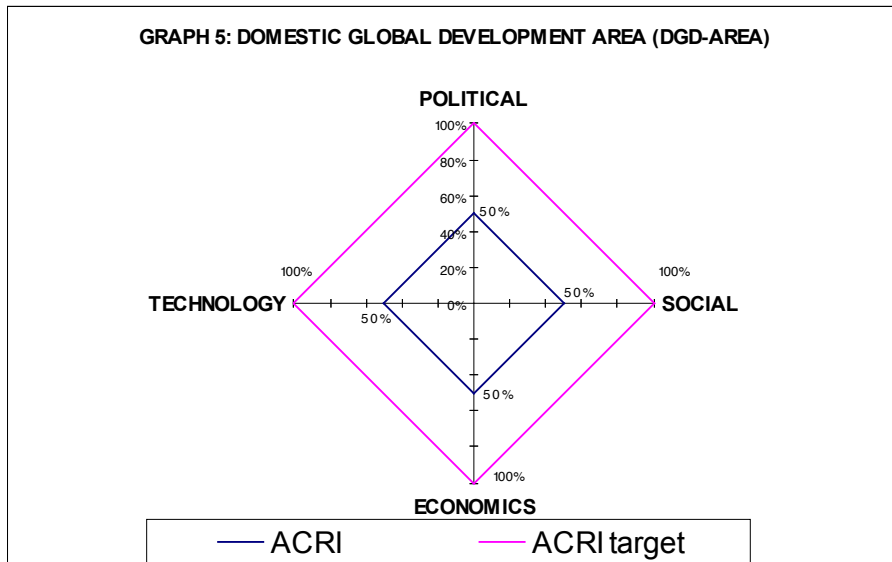 GRAPH 5: DOMESTIC GLOBAL DEVELOPMENT AREA (DGD-AREA)
POLITICAL
100%
80%
60%
50%
40%
20%
100%
100%
TECHNOLOGY
0%
50%
SOCIAL
50%
50%
100%
ECONOMICS
ACRI
ACRI target